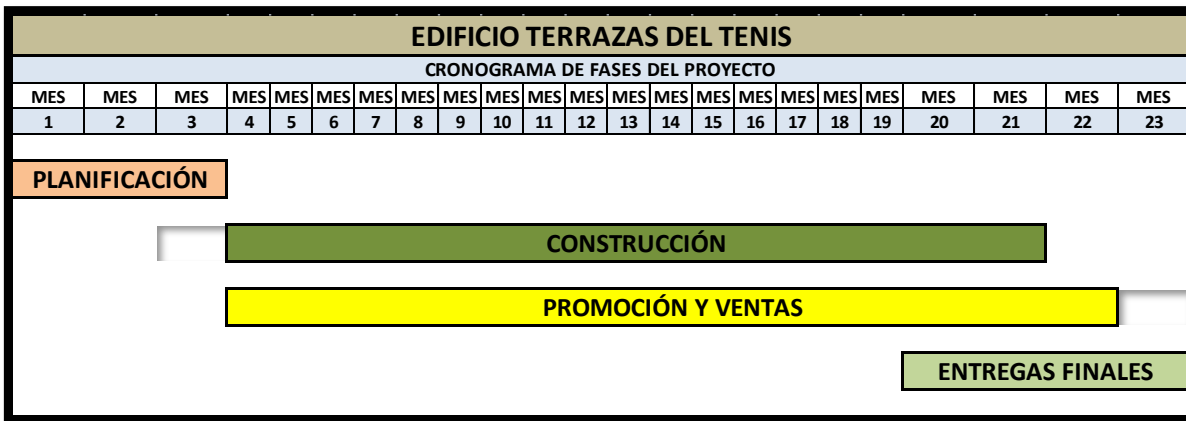 EDIFICIO TERRAZAS DEL TENIS
CRONOGRAMA DE FASES DEL PROYECTO
MES MES MES MES MES MES MES MES MES MES MES MES MES MES MES MES MES MES MES MES MES MES MES
1 2 3 4 5 6 7 8 9 10 11 12 13 14 15 16 17 18 19 20 21 22 23
PLANIFICACIÓN
CONSTRUCCIÓN
PROMOCIÓN Y VENTAS
ENTREGAS FINALES